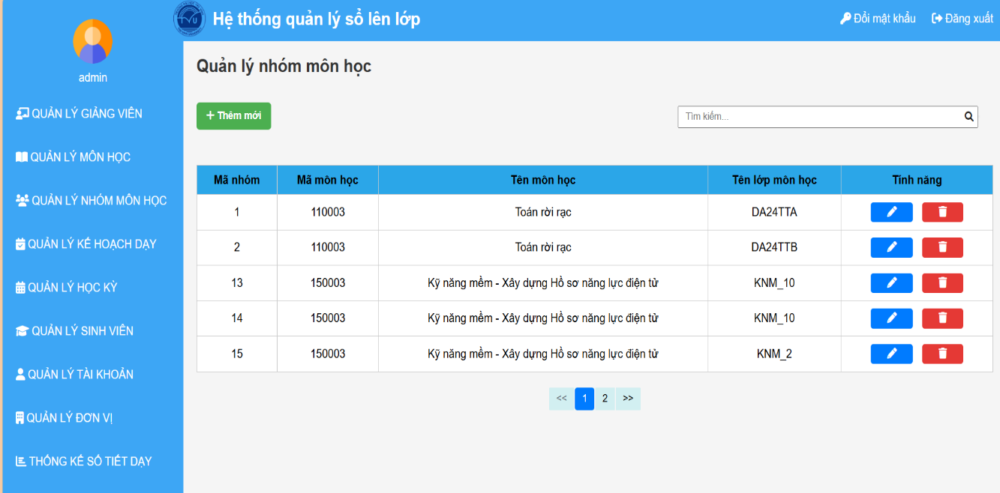 TVU
Hệ thống quản lý sổ lên lớp
Đổi mật khẩu
Đăng xuất
admin
QUẢN LÝ GIẢNG VIÊN
QUẢN LÝ MÔN HỌC
QUẢN LÝ NHÓM MÔN HỌC
QUẢN LÝ KẾ HOẠCH DẠY
QUẢN LÝ HỌC KỲ
QUẢN LÝ SINH VIÊN
QUẢN LÝ TÀI KHOẢN
QUẢN LÝ ĐƠN VỊ
THỐNG KÊ SỐ TIẾT DẠY
Quản lý nhóm môn học
+ Thêm mới
Tìm kiếm...
Mã nhóm Mã môn học Tên môn học Tên lớp môn học Tính năng
1 110003 Toán rời rạc DA24TTA
2 110003 Toán rời rạc DA24TTB
13 150003 Kỹ năng mềm - Xây dựng Hồ sơ năng lực điện tử KNM_10
14 150003 Kỹ năng mềm - Xây dựng Hồ sơ năng lực điện tử KNM_10
15 150003 Kỹ năng mềm - Xây dựng Hồ sơ năng lực điện tử KNM_2
<< 1 2 >>